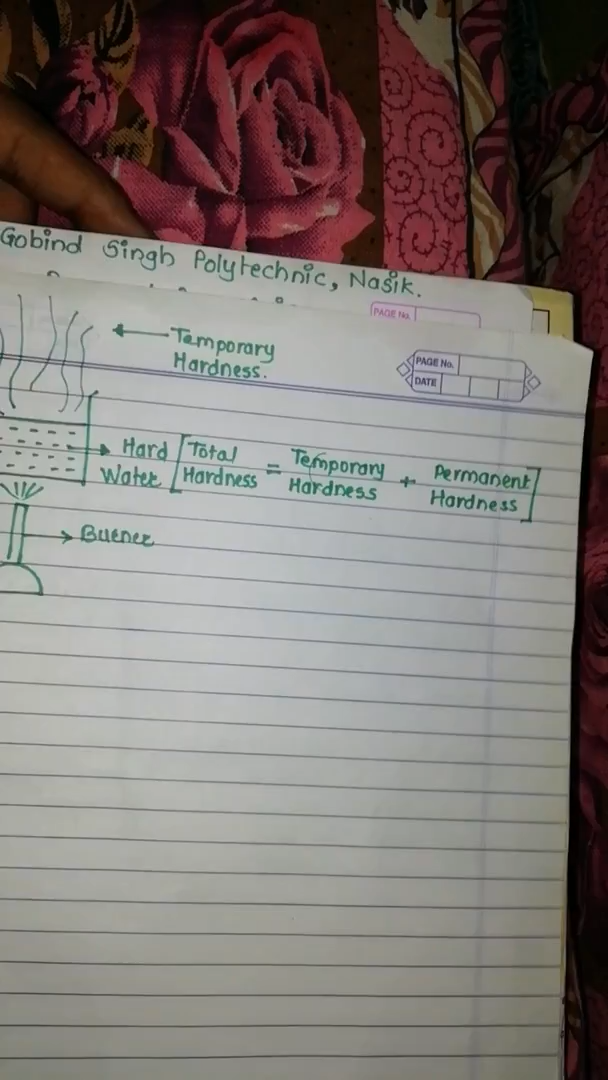 Gobind Singh Polytechnic, Nasik.
PAGE No.
Temporary
Hardness.
PAGE No.
DATE
Hard [Total Hardness = Temporary Hardness + Permanent Hardness]
Water
Burner